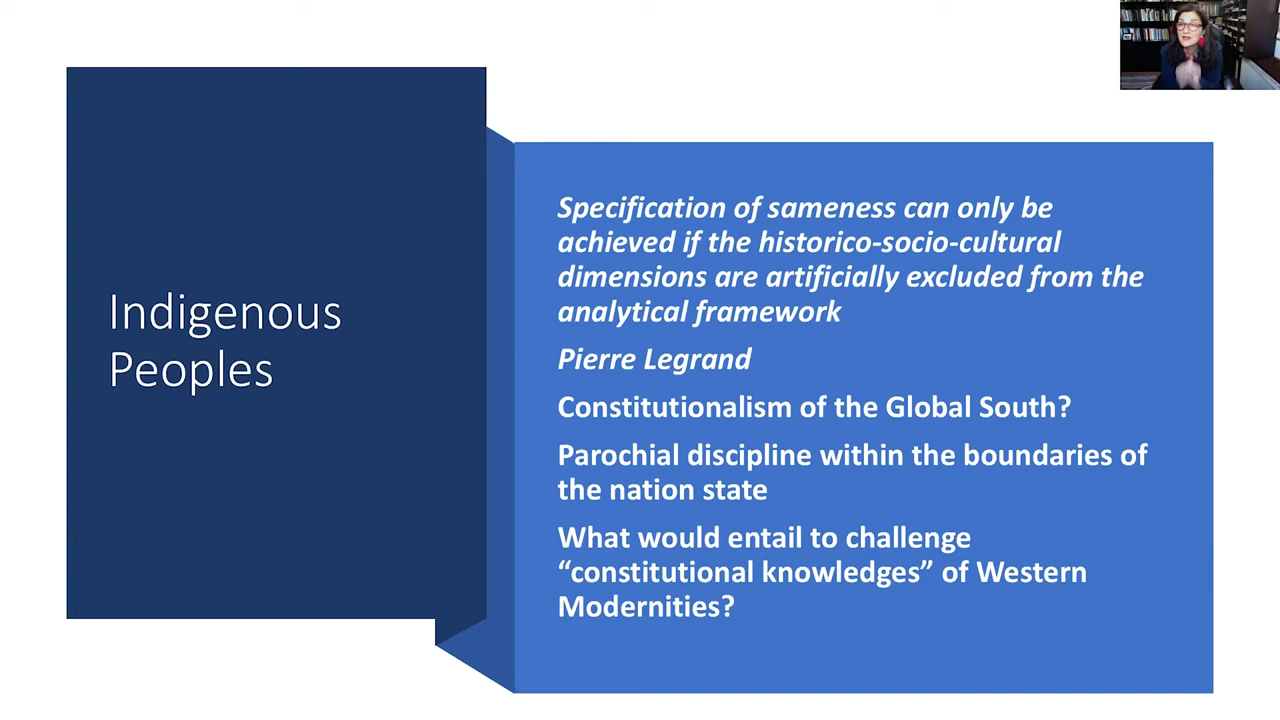 Indigenous
Peoples
Specification of sameness can only be
achieved if the historico-socio-cultural
dimensions are artificially excluded from the
analytical framework
Pierre Legrand
Constitutionalism of the Global South?
Parochial discipline within the boundaries of
the nation state
What would entail to challenge
“constitutional knowledges” of Western
Modernities?